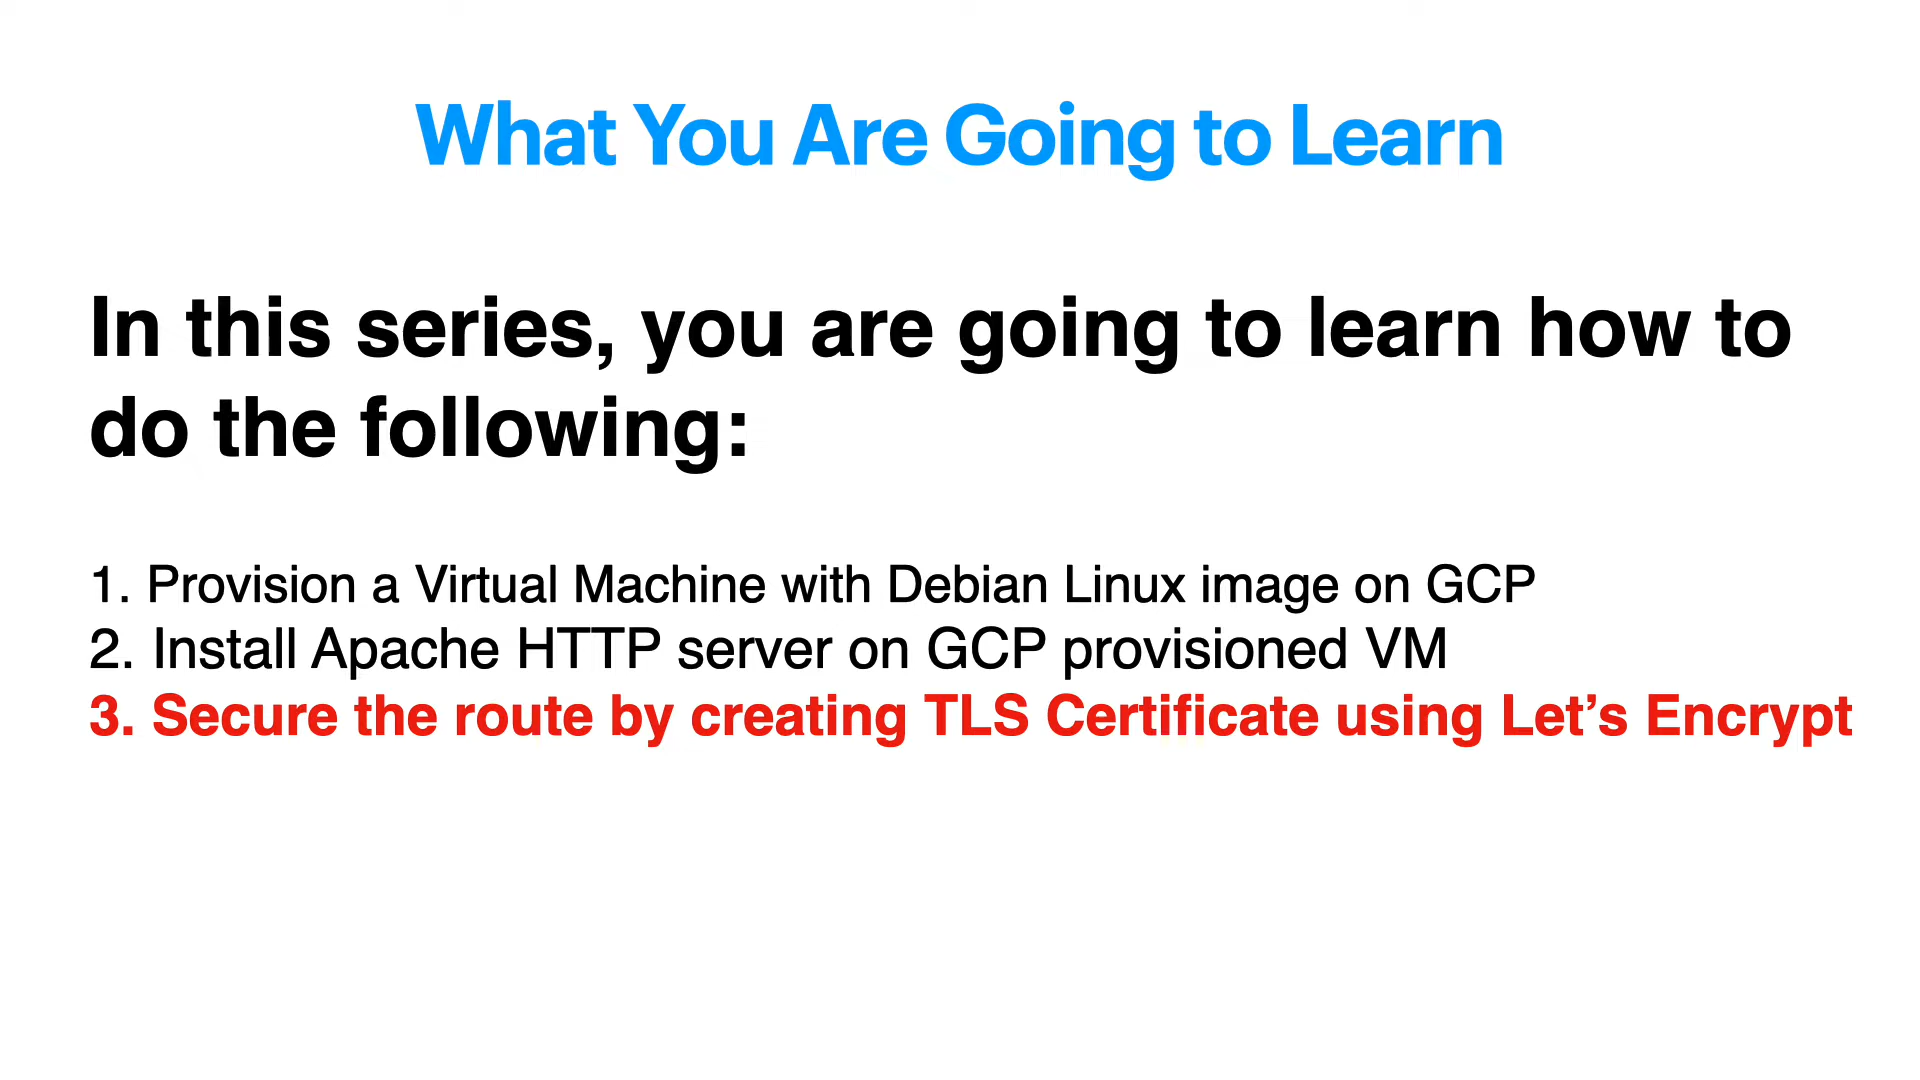 What You Are Going to Learn
In this series, you are going to learn how to
do the following:
1. Provision a Virtual Machine with Debian Linux image on GCP
2. Install Apache HTTP server on GCP provisioned VM
3. Secure the route by creating TLS Certificate using Let’s Encrypt